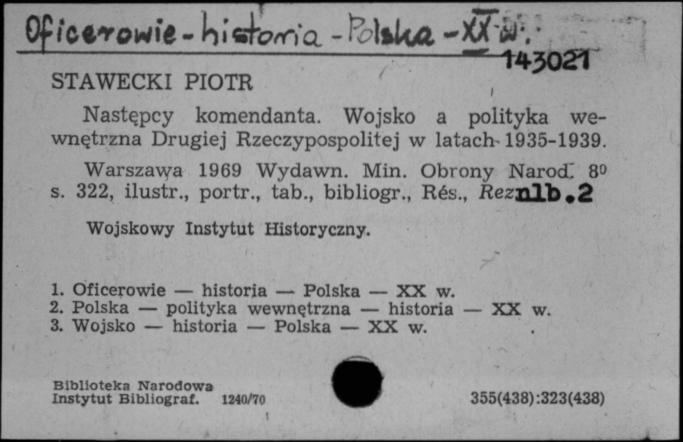 Oficerowie - historia - Polska - XX w.
143021
STAWECKI PIOTR
Następcy komendanta. Wojsko a polityka we-
wnętrzna Drugiej Rzeczypospolitej w latach 1935-1939.
Warszawa 1969 Wydawn. Min. Obrony Narod. 8⁰
s. 322, ilustr., portr., tab., bibliogr., Rés., Rez nlb.2
Wojskowy Instytut Historyczny.
1. Oficerowie — historia — Polska — XX w.
2. Polska — polityka wewnętrzna — historia — XX w.
3. Wojsko — historia — Polska — XX w.
Biblioteka Narodowa
Instytut Bibliograf. 1240/70
355(438):323(438)